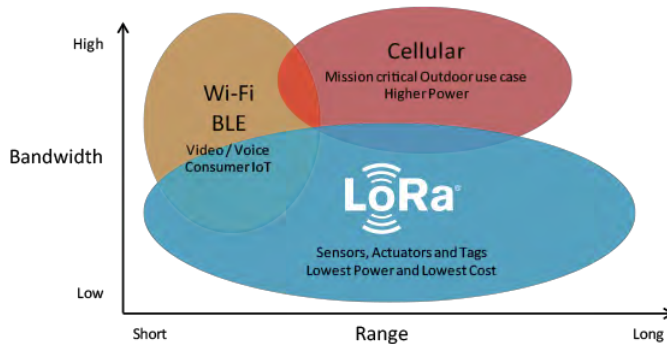 High
Bandwidth
Low
Wi-Fi
BLE
Video / Voice
Consumer IoT
Cellular
Mission critical Outdoor use case
Higher Power
LoRa®
Sensors, Actuators and Tags
Lowest Power and Lowest Cost
Short
Range
Long